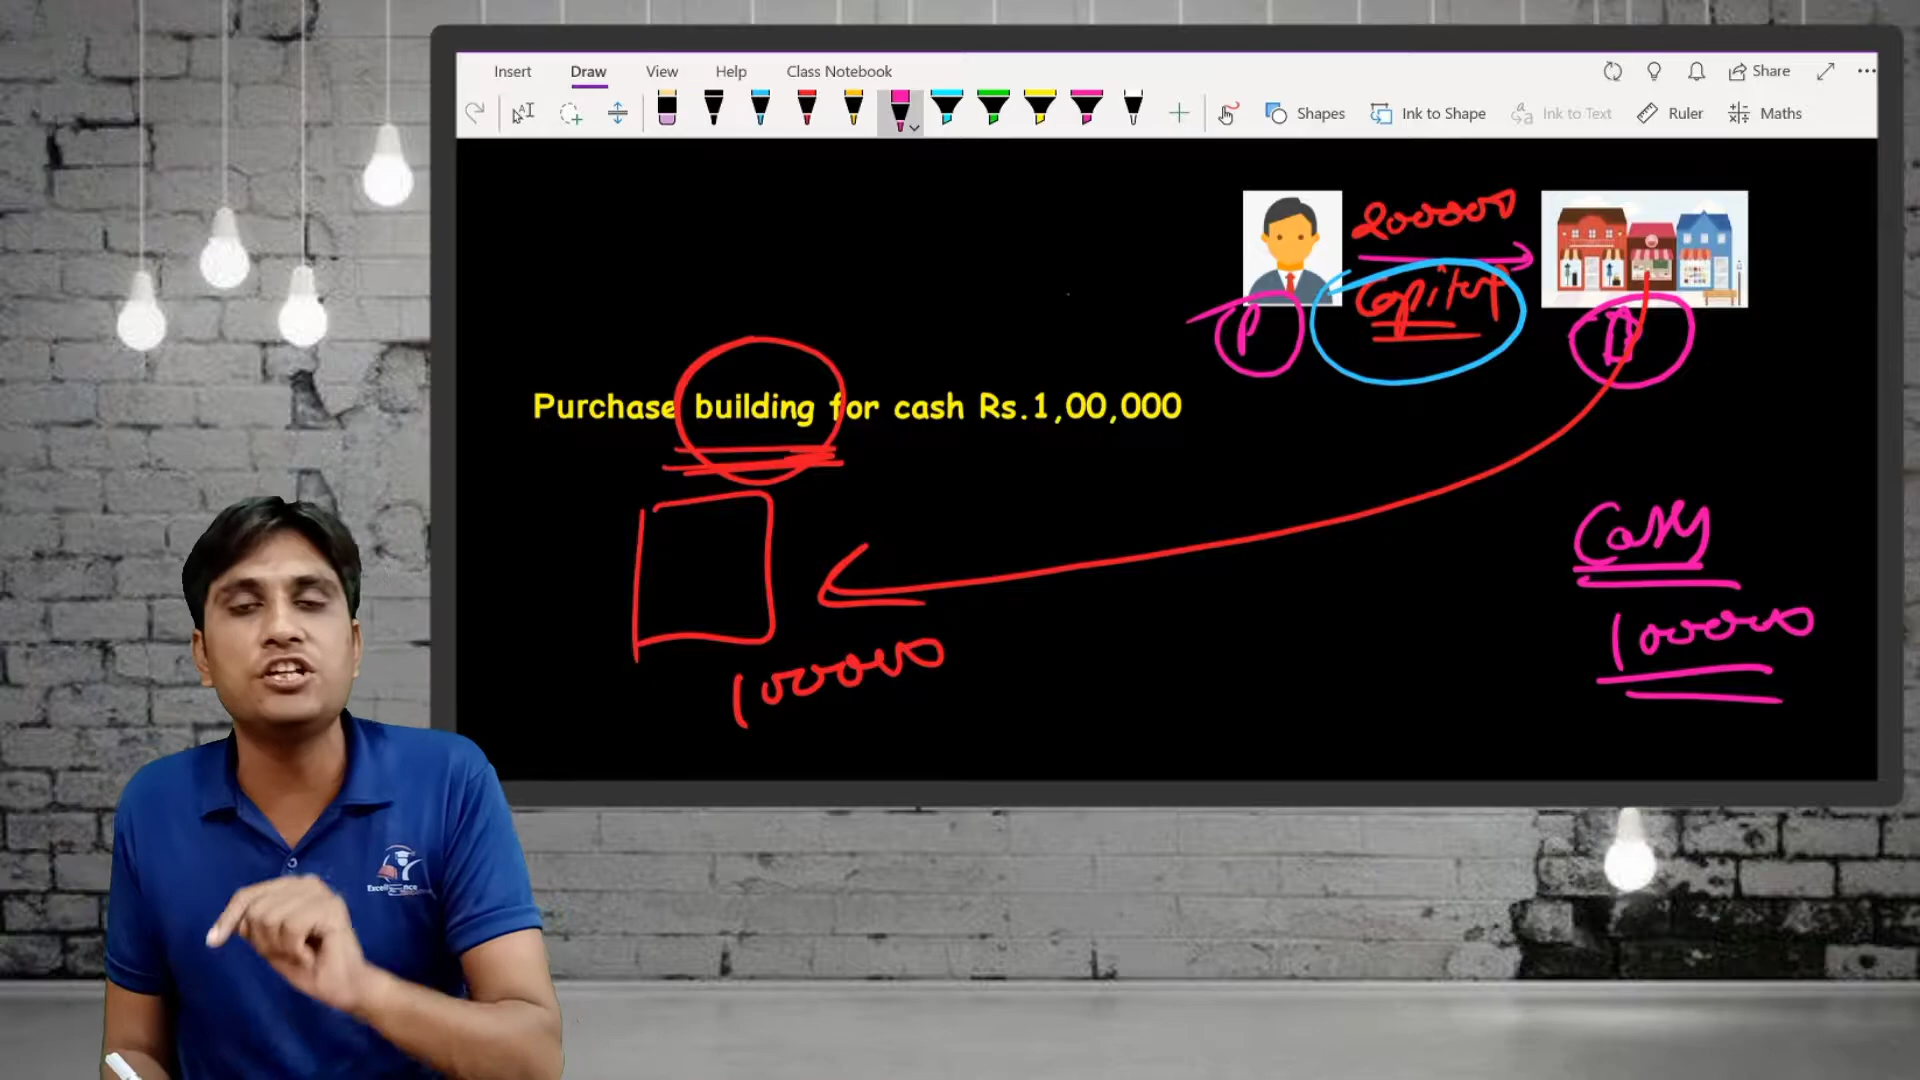 Insert Draw View Help Class Notebook Share
Shapes Ink to Shape Ink to Text Ruler Maths
200000
Capital
P
Purchase building for cash Rs.1,00,000
Cash
100000
100000